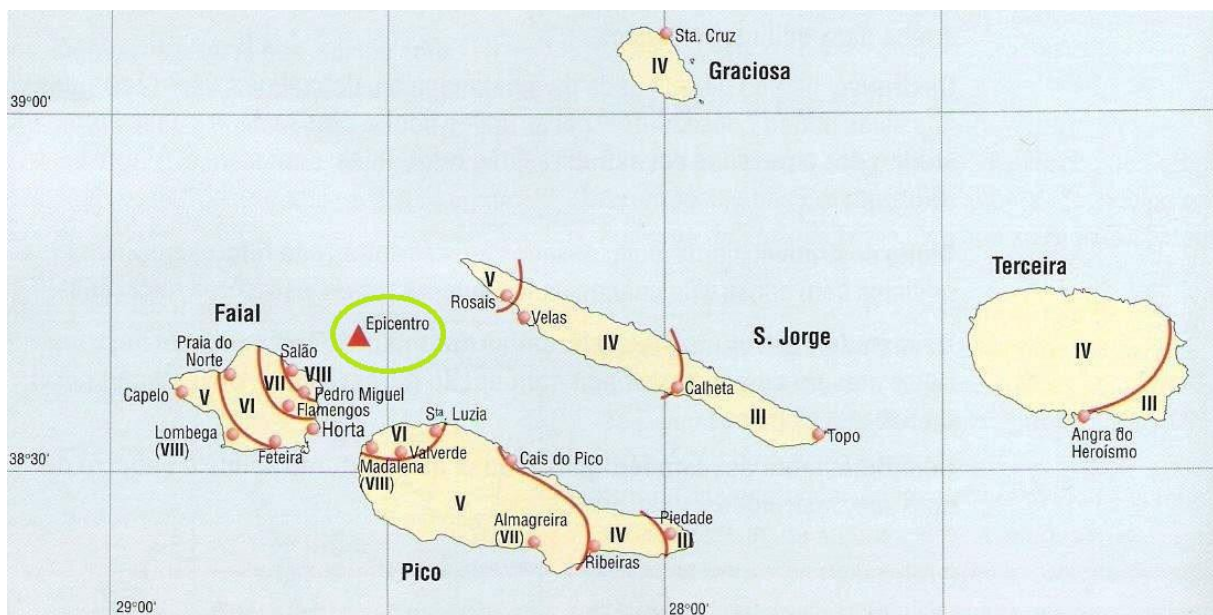 Sta. Cruz
IV
Graciosa
39°00'
Terceira
V
Rosais
Velas
Faial
Epicentro
IV
S. Jorge
IV
Praia do
Norte
Salão
VIII
VII
Capelo
V
Pedro Miguel
Calheta
III
VI
Flamengos
Horta
Sta Luzia
III
Lombega
(VIII)
Feteira
VI
Valverde
Topo
Angra do
Heroísmo
38°30'
Madalena
(VIII)
Cais do Pico
V
Almagreira
(VII)
Piedade
IV
III
Ribeiras
Pico
29°00'
28°00'